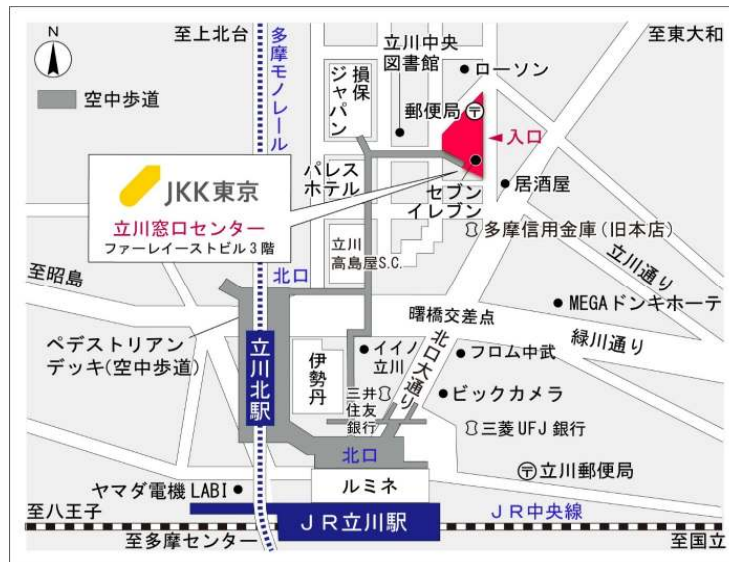 N
至上北台
多摩モノレール
立川中央
図書館
ローソン
至東大和
空中歩道
損保
ジャパン
郵便局
入口
JKK東京
立川窓口センター
ファーレイーストビル3階
パレス
ホテル
セブン
イレブン
居酒屋
多摩信用金庫(旧本店)
立川通り
立川
高島屋S.C.
北口
至昭島
MEGAドンキホーテ
曙橋交差点
緑川通り
ペデストリアン
デッキ(空中歩道)
立川北駅
伊勢丹
イイノ
立川
北口大通り
フロム中武
三井
住友
銀行
ビックカメラ
三菱UFJ銀行
北口
立川郵便局
ヤマダ電機LABI
ルミネ
至八王子
JR立川駅
JR中央線
至多摩センター
至国立